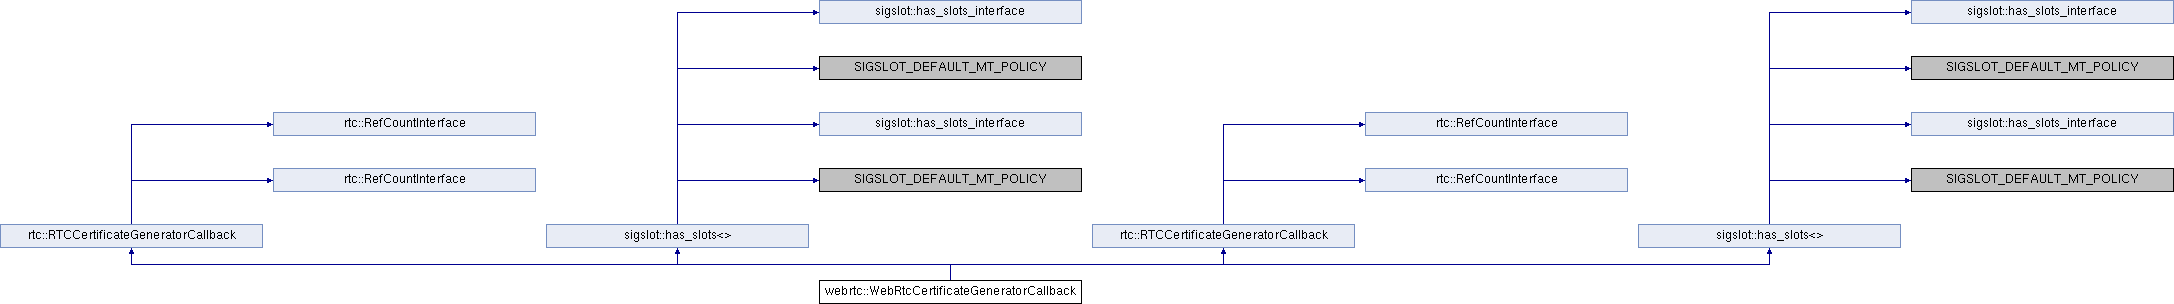 sigslot::has_slots_interface
sigslot::has_slots_interface
SIGSLOT_DEFAULT_MT_POLICY
SIGSLOT_DEFAULT_MT_POLICY
rtc::RefCountInterface
sigslot::has_slots_interface
rtc::RefCountInterface
sigslot::has_slots_interface
rtc::RefCountInterface
SIGSLOT_DEFAULT_MT_POLICY
rtc::RefCountInterface
SIGSLOT_DEFAULT_MT_POLICY
rtc::RTCCertificateGeneratorCallback
sigslot::has_slots<>
rtc::RTCCertificateGeneratorCallback
sigslot::has_slots<>
webrtc::WebRtcCertificateGeneratorCallback